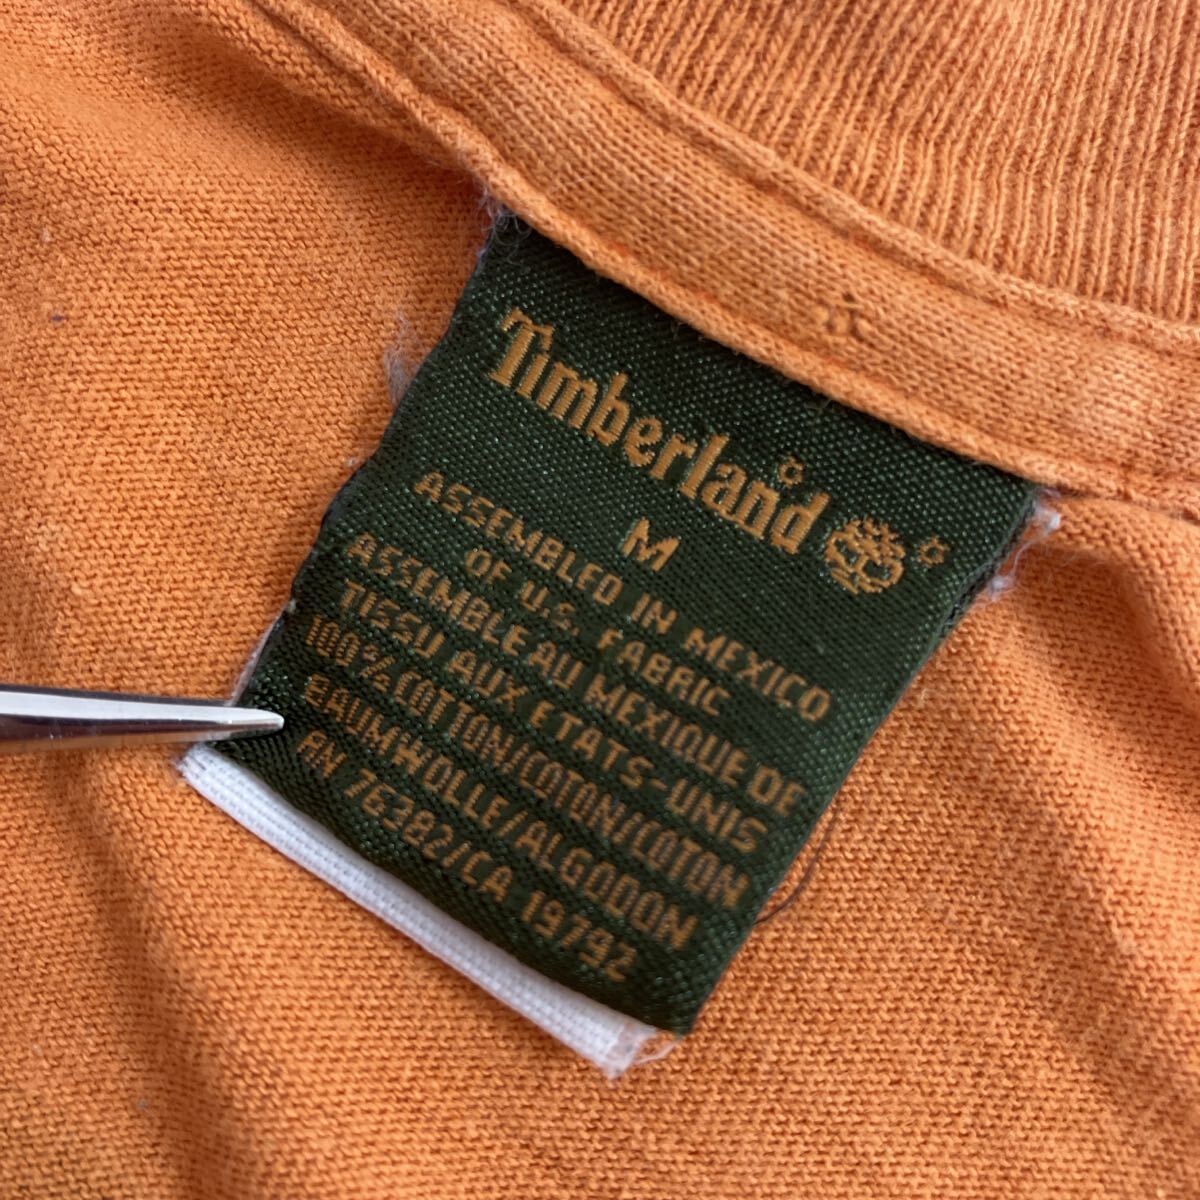 Timberland
M
ASSEMBLED IN MEXICO
OF U.S. FABRIC
ASSEMBLE AU MEXIQUE DE
TISSU AUX ETATS-UNIS
100% COTTON/COTON/COTON
BAUMWOLLE/ALGODON
RN 76382/CA 19792